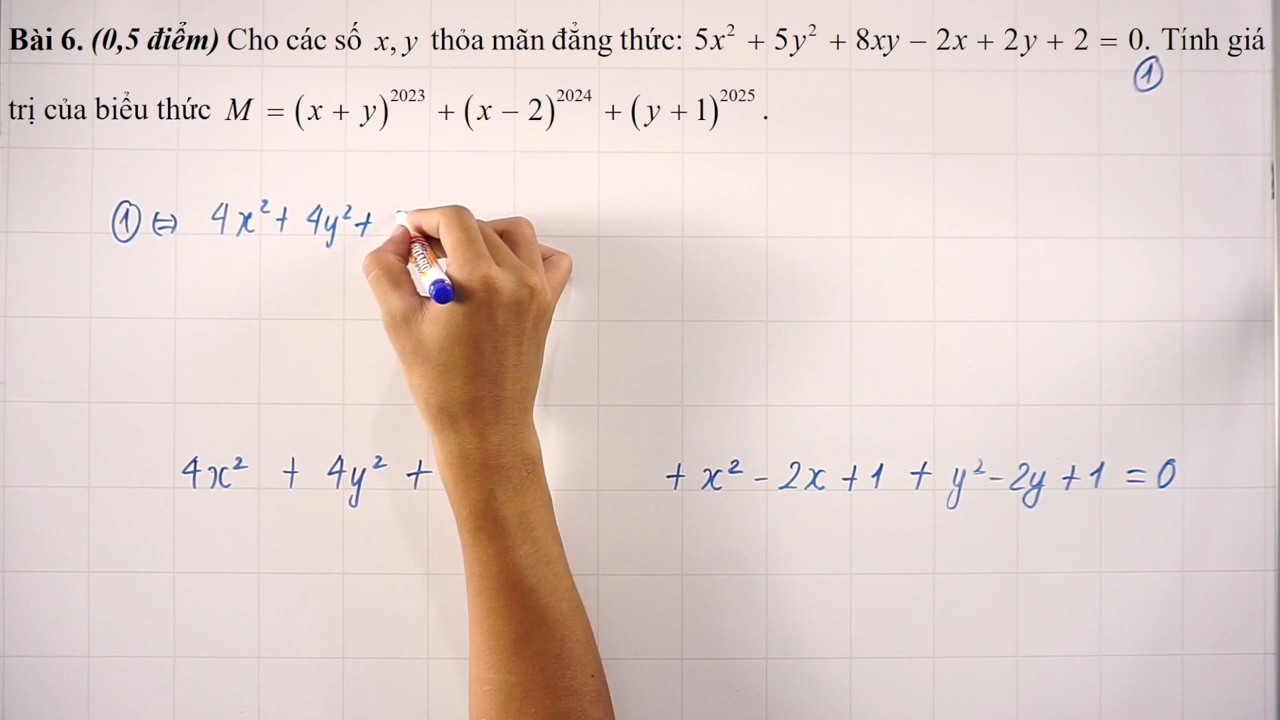 Bài 6. (0,5 điểm) Cho các số x, y thỏa mãn đẳng thức: 5x² + 5y² + 8xy − 2x + 2y + 2 = 0. Tính giá
①
trị của biểu thức M = (x + y)²⁰²³ + (x − 2)²⁰²⁴ + (y + 1)²⁰²⁵.
① ⇔ 4x² + 4y² +
4x² + 4y² + + x² - 2x + 1 + y² - 2y + 1 = 0